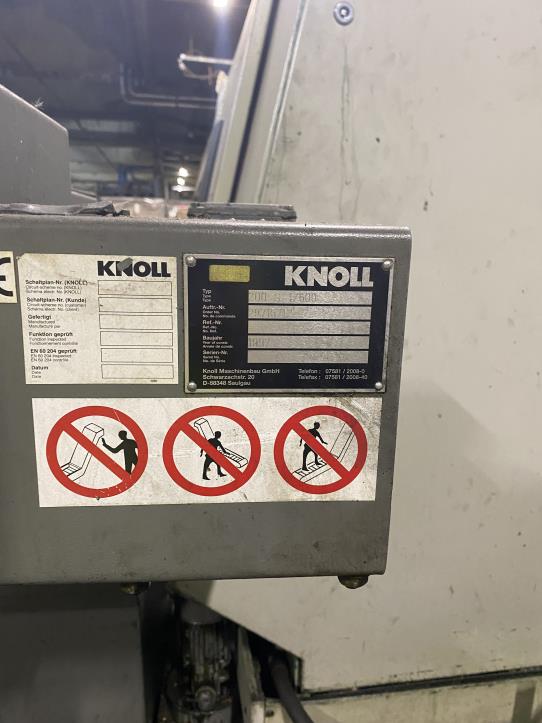 CE
KNOLL
Schaltplan-Nr. (KNOLL)
Circuit-scheme no. (KNOLL)
Schéma électr. No. (KNOLL)
Schaltplan-Nr. (Kunde)
Circuit-scheme no. (customer)
Schéma électr. No. (client)
Gefertigt
Manufactured
Manufacturé par
Funktion geprüft
Function inspected
Fonctionnement contrôlé
EN 60 204 geprüft
EN 60 204 inspected
EN 60 204 contrôlé
Datum
Date
Date
KNOLL
Typ
Type
Type
Auftr.-Nr.
Order No.
No. de commande
Ref.-Nr.
Ref.-No.
No. Ref.
Baujahr
Year of constr.
Année de constr.
Serien-Nr.
Serial No.
No. de Série
Knoll Maschinenbau GmbH Telefon : 07581 / 2008-0
Schwarzachstr. 20 Telefax : 07581 / 2008-40
D-88348 Saulgau